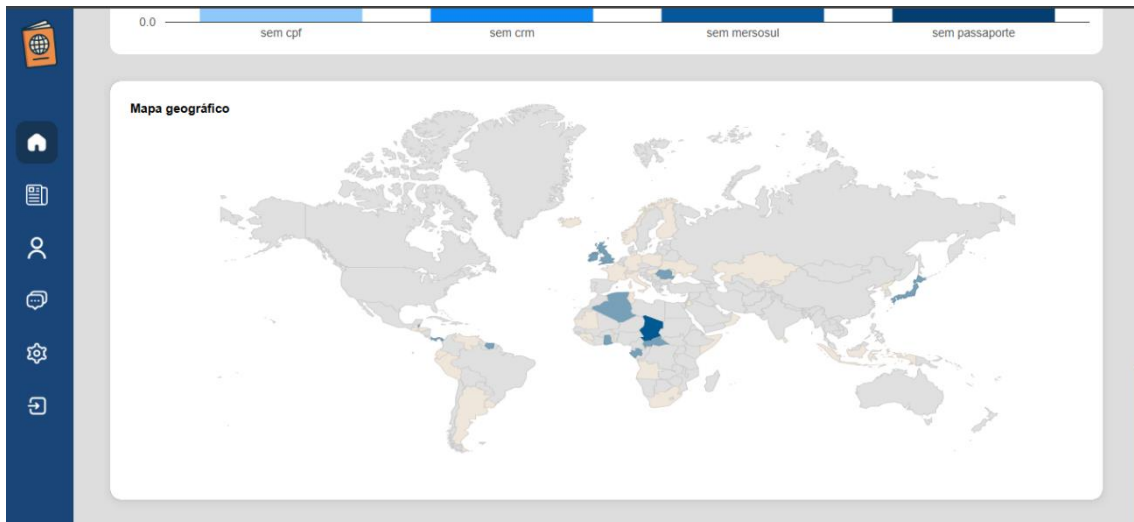 0.0
sem cpf
sem crm
sem mersosul
sem passaporte
Mapa geográfico